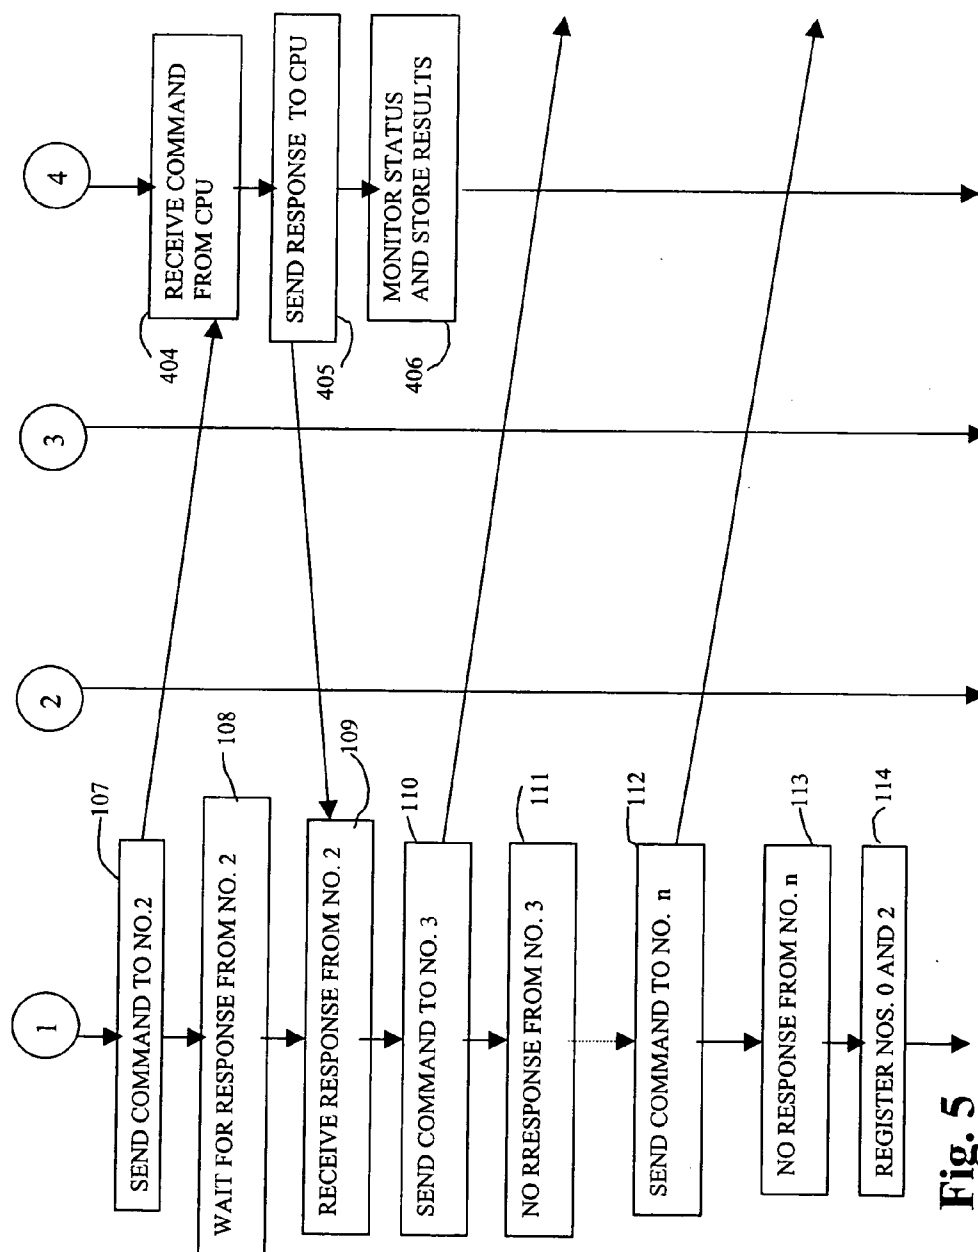 1
2
3
4
SEND COMMAND TO NO.2
107
WAIT FOR RESPONSE FROM NO. 2
108
RECEIVE RESPONSE FROM NO. 2
109
SEND COMMAND TO NO. 3
110
NO RRESPONSE FROM NO. 3
111
SEND COMMAND TO NO. n
112
NO RESPONSE FROM NO. n
113
REGISTER NOS. 0 AND 2
114
RECEIVE COMMAND
FROM CPU
404
SEND RESPONSE TO CPU
405
MONITOR STATUS
AND STORE RESULTS
406
Fig. 5